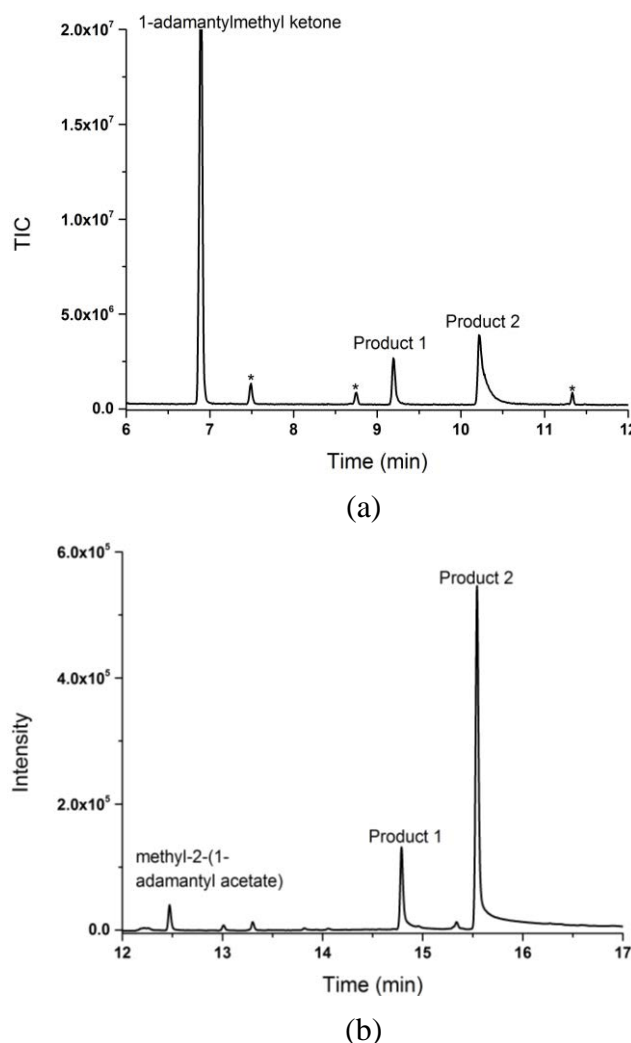 1-adamantylmethyl ketone
2.0x10⁷
1.5x10⁷
1.0x10⁷
5.0x10⁶
0.0
TIC
Product 1
Product 2
*
*
*
6 7 8 9 10 11 12
Time (min)
(a)
6.0x10⁵
4.0x10⁵
2.0x10⁵
0.0
Intensity
Product 2
Product 1
methyl-2-(1-
adamantyl acetate)
12 13 14 15 16 17
Time (min)
(b)